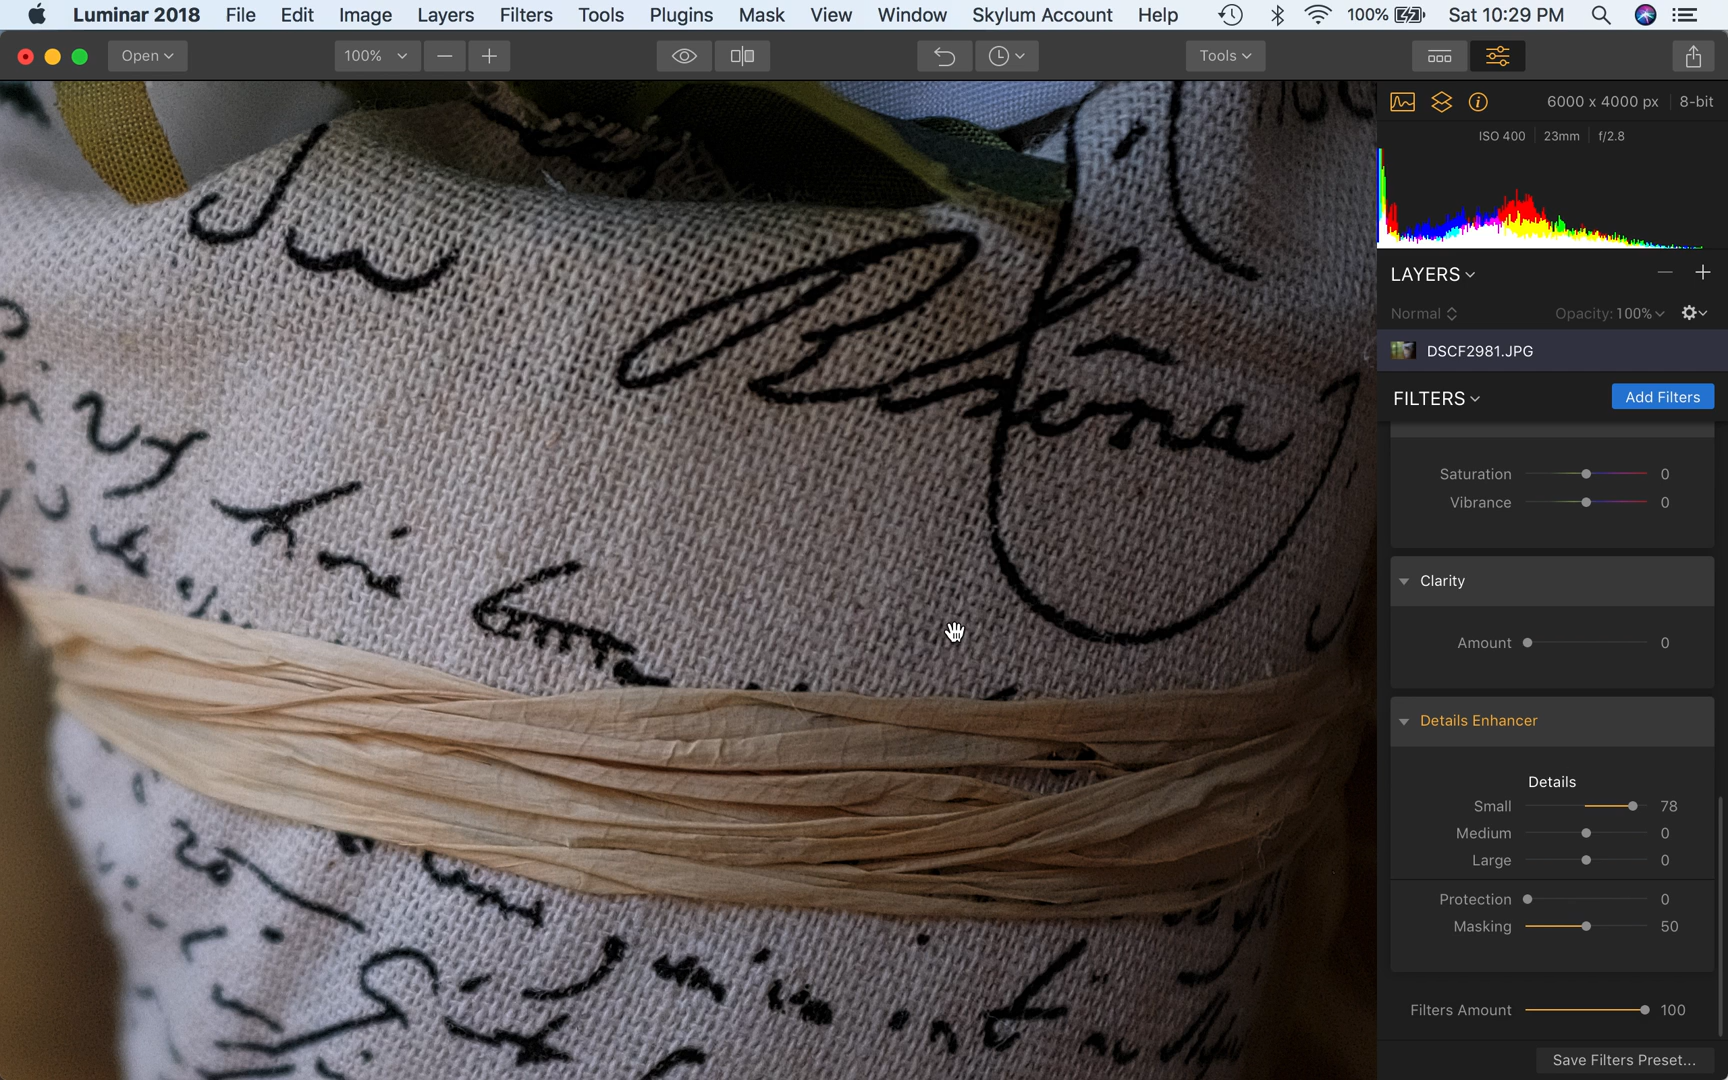 Luminar 2018 File Edit Image Layers Filters Tools Plugins Mask View Window Skylum Account Help 100% Sat 10:29 PM
Open 100% Tools
6000 x 4000 px 8-bit
ISO 400 23mm f/2.8
LAYERS
Normal Opacity: 100%
DSCF2981.JPG
FILTERS Add Filters
Saturation 0
Vibrance 0
Clarity
Amount 0
Details Enhancer
Details
Small 78
Medium 0
Large 0
Protection 0
Masking 50
Filters Amount 100
Save Filters Preset...